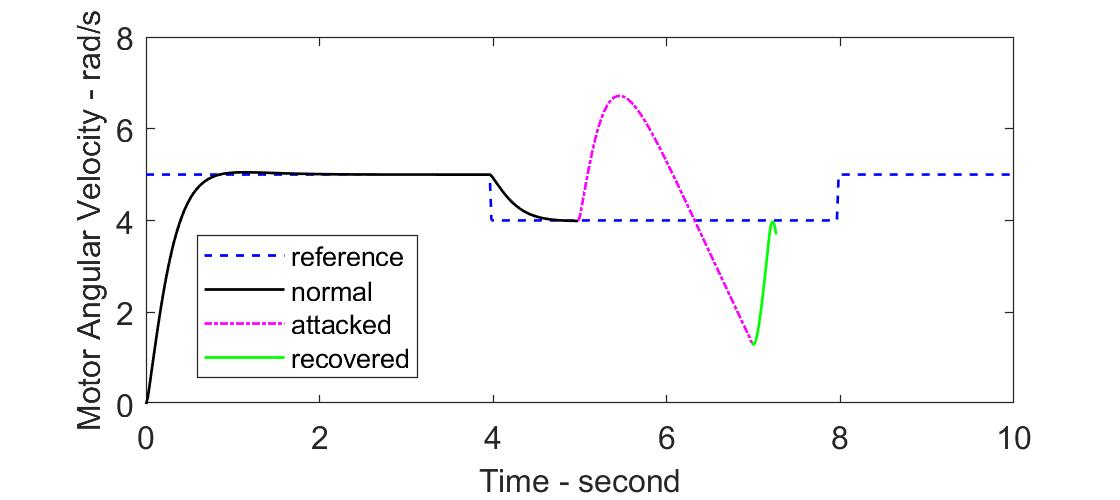 Motor Angular Velocity - rad/s
8
6
4
2
0
reference
normal
attacked
recovered
0 2 4 6 8 10
Time - second